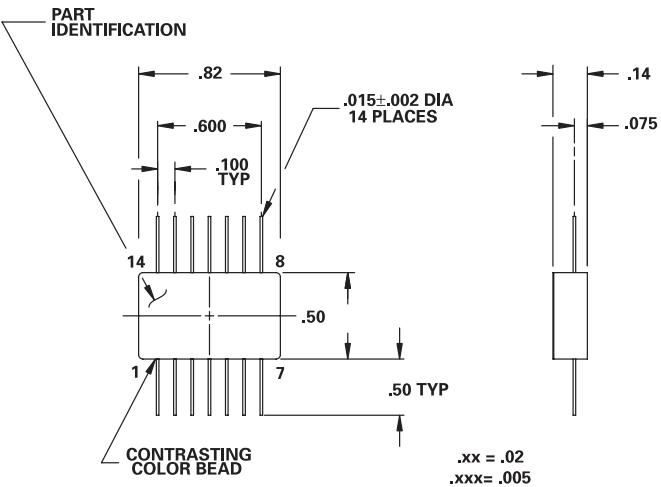 PART
IDENTIFICATION
.82
.14
.015±.002 DIA
14 PLACES
.600
.075
.100
TYP
14
8
.50
1
7
.50 TYP
CONTRASTING
COLOR BEAD
.xx = .02
.xxx= .005